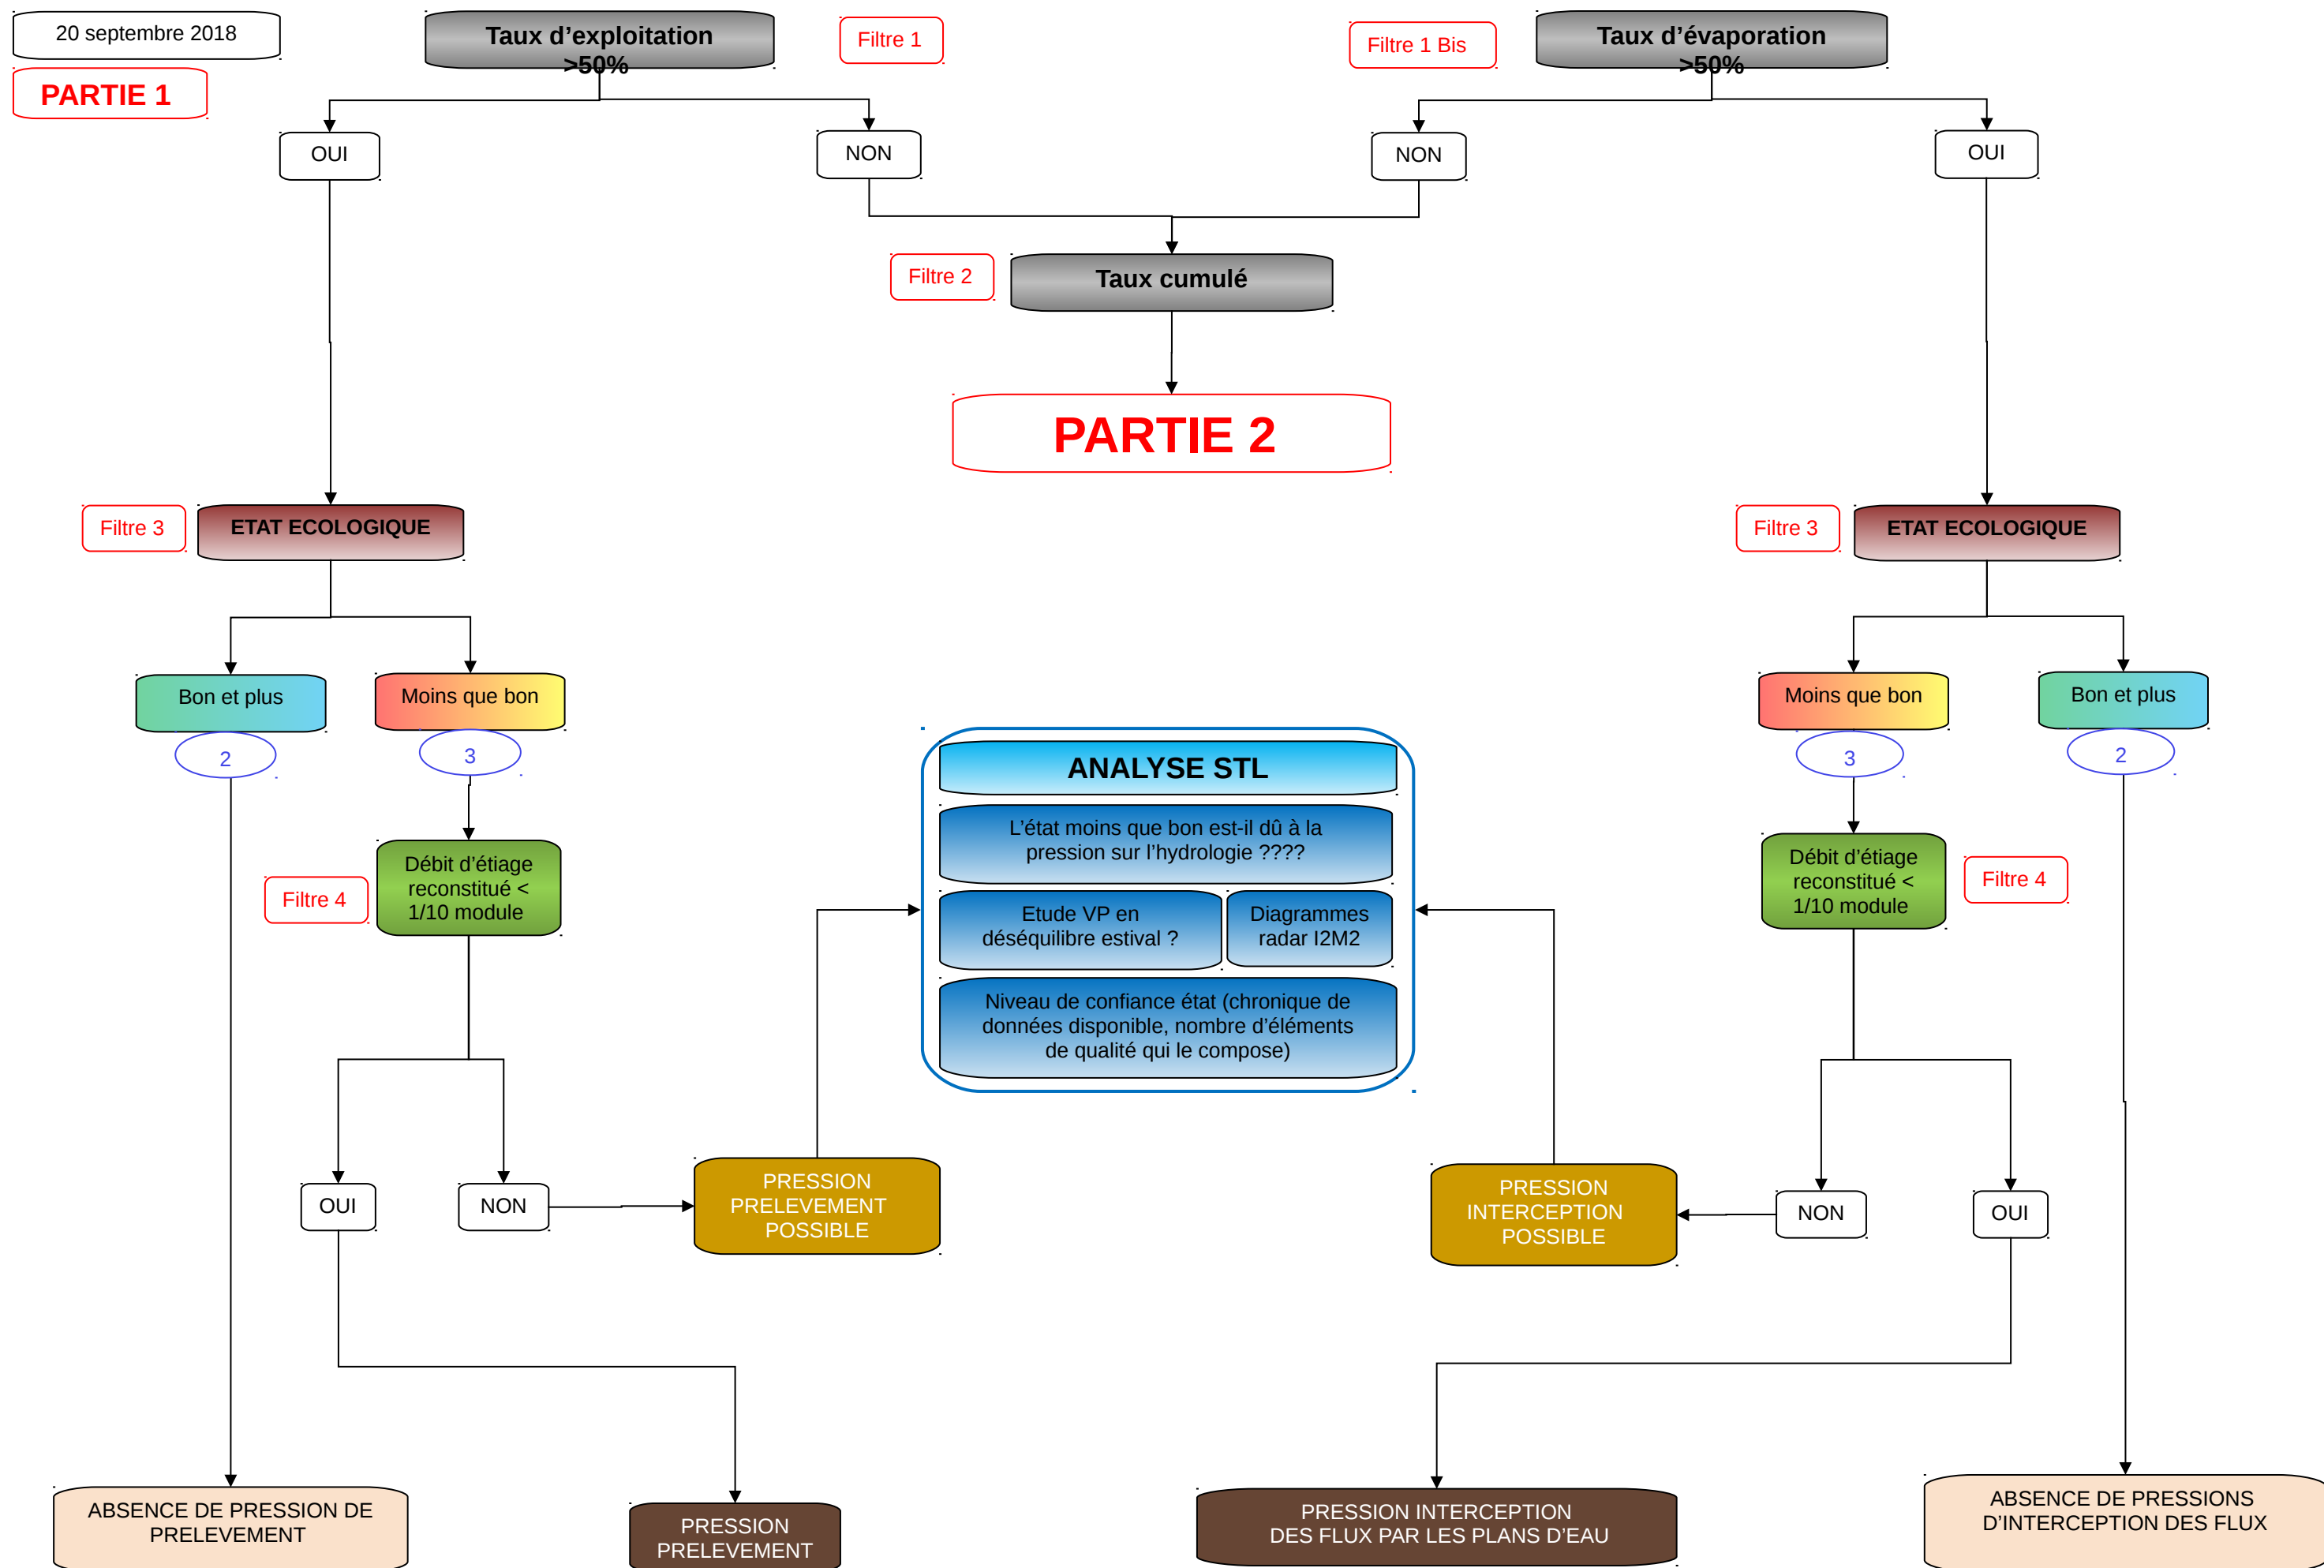 20 septembre 2018
Taux d’exploitation
>50%
Filtre 1
Filtre 1 Bis
Taux d’évaporation
>50%
PARTIE 1
OUI
NON
NON
OUI
Filtre 2
Taux cumulé
PARTIE 2
Filtre 3
ETAT ECOLOGIQUE
Filtre 3
ETAT ECOLOGIQUE
Bon et plus
Moins que bon
Moins que bon
Bon et plus
2
3
3
2
ANALYSE STL
L’état moins que bon est-il dû à la
pression sur l’hydrologie ????
Etude VP en
déséquilibre estival ?
Diagrammes
radar I2M2
Niveau de confiance état (chronique de
données disponible, nombre d’éléments
de qualité qui le compose)
Filtre 4
Débit d’étiage
reconstitué <
1/10 module
Débit d’étiage
reconstitué <
1/10 module
Filtre 4
OUI
NON
PRESSION
PRELEVEMENT
POSSIBLE
PRESSION
INTERCEPTION
POSSIBLE
NON
OUI
ABSENCE DE PRESSION DE
PRELEVEMENT
PRESSION
PRELEVEMENT
PRESSION INTERCEPTION
DES FLUX PAR LES PLANS D’EAU
ABSENCE DE PRESSIONS
D’INTERCEPTION DES FLUX